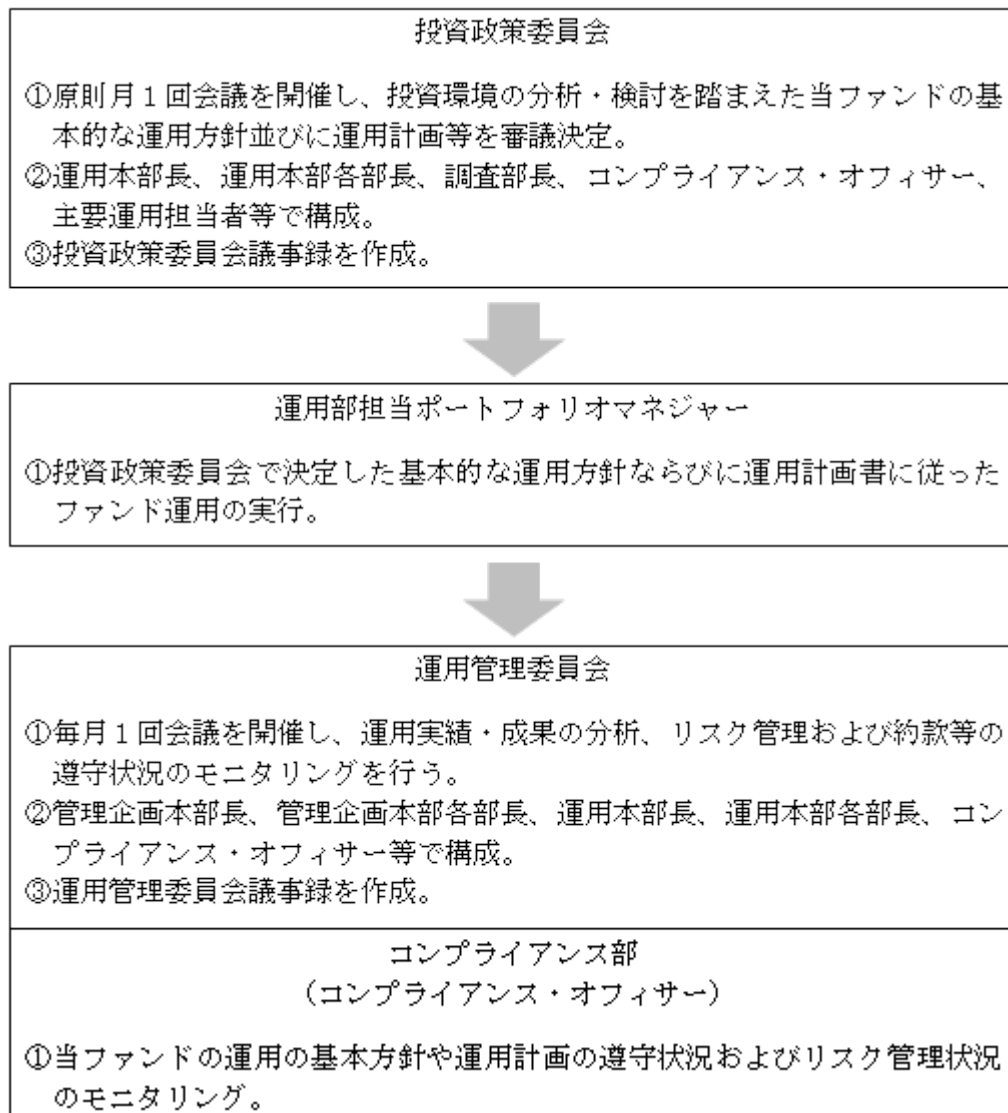 投資政策委員会
①原則月１回会議を開催し、投資環境の分析・検討を踏まえた当ファンドの基
本的な運用方針並びに運用計画等を審議決定。
②運用本部長、運用本部各部長、調査部長、コンプライアンス・オフィサー、
主要運用担当者等で構成。
③投資政策委員会議事録を作成。
運用部担当ポートフォリオマネジャー
①投資政策委員会で決定した基本的な運用方針ならびに運用計画書に従った
ファンド運用の実行。
運用管理委員会
①毎月１回会議を開催し、運用実績・成果の分析、リスク管理および約款等の
遵守状況のモニタリングを行う。
②管理企画本部長、管理企画本部各部長、運用本部長、運用本部各部長、コン
プライアンス・オフィサー等で構成。
③運用管理委員会議事録を作成。
コンプライアンス部
（コンプライアンス・オフィサー）
①当ファンドの運用の基本方針や運用計画の遵守状況およびリスク管理状況
のモニタリング。